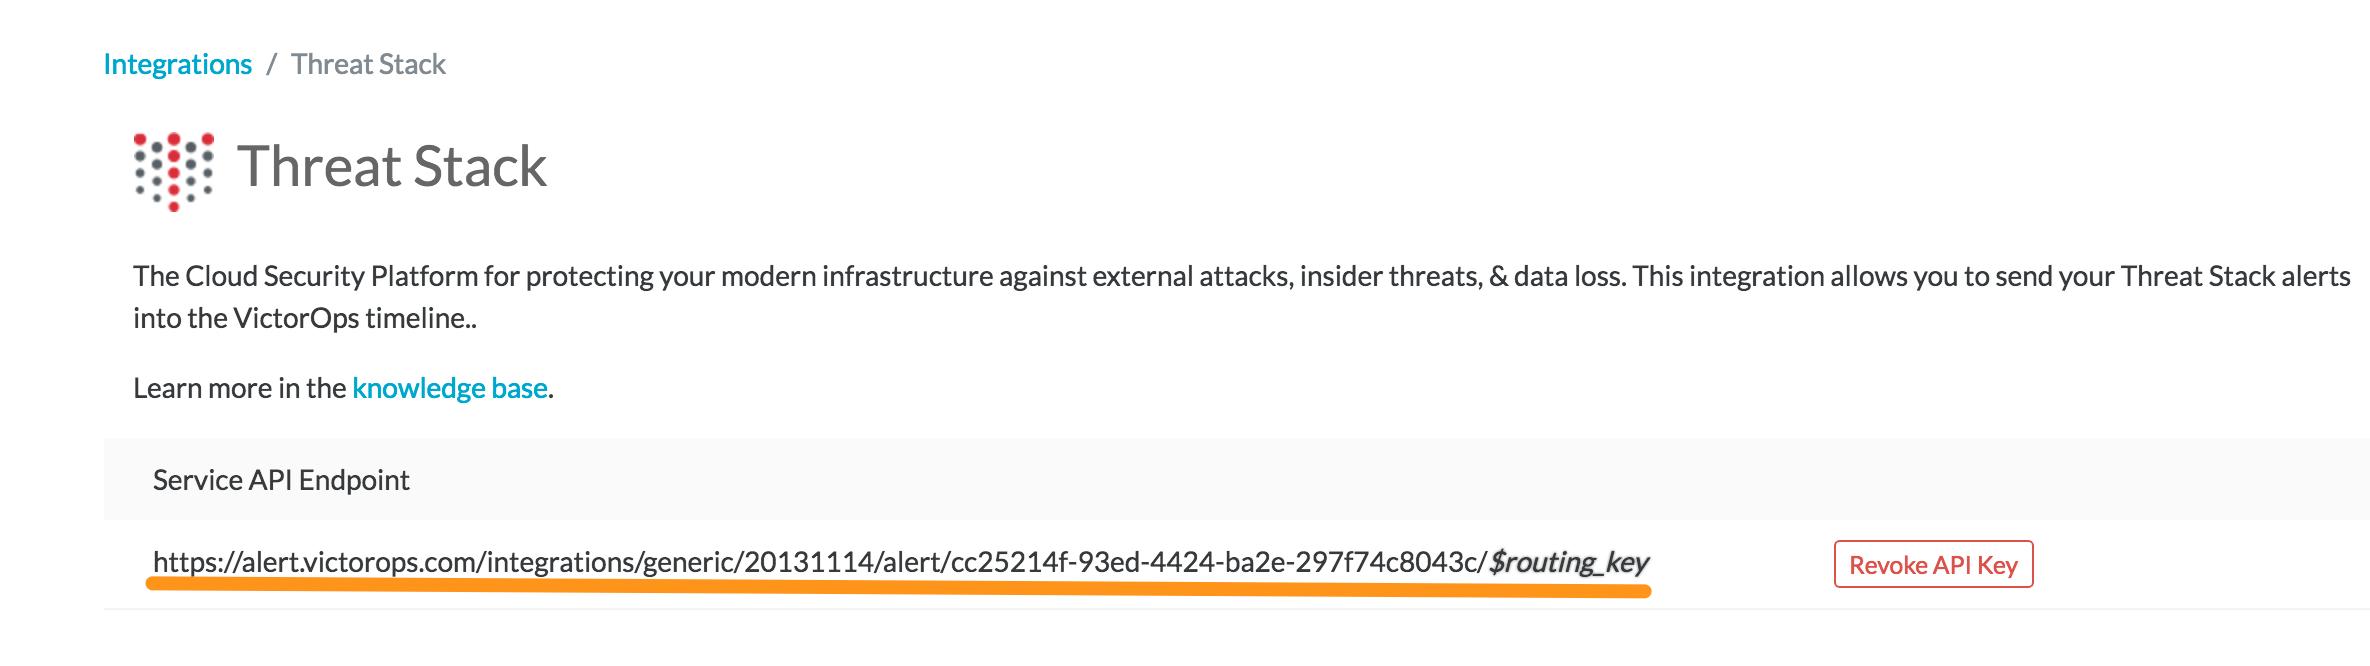 Integrations / Threat Stack
Threat Stack
The Cloud Security Platform for protecting your modern infrastructure against external attacks, insider threats, & data loss. This integration allows you to send your Threat Stack alerts
into the VictorOps timeline..
Learn more in the knowledge base.
Service API Endpoint
https://alert.victorops.com/integrations/generic/20131114/alert/cc25214f-93ed-4424-ba2e-297f74c8043c/$routing_key Revoke API Key